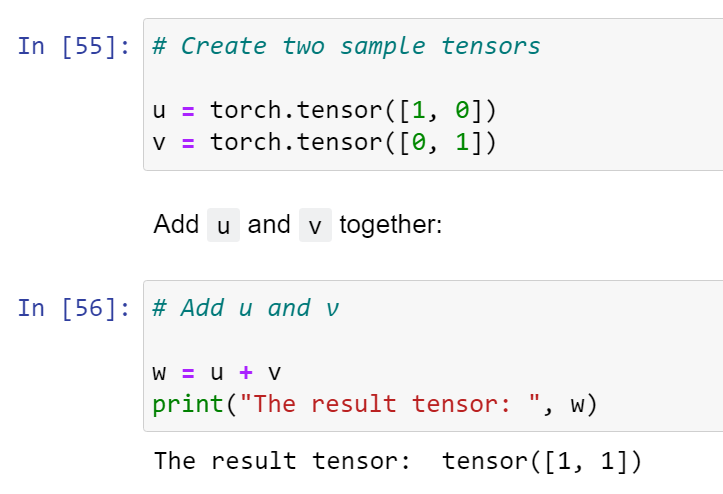 In [55]: # Create two sample tensors
u = torch.tensor([1, 0])
v = torch.tensor([0, 1])
Add u and v together:
In [56]: # Add u and v
w = u + v
print("The result tensor: ", w)
The result tensor:  tensor([1, 1])